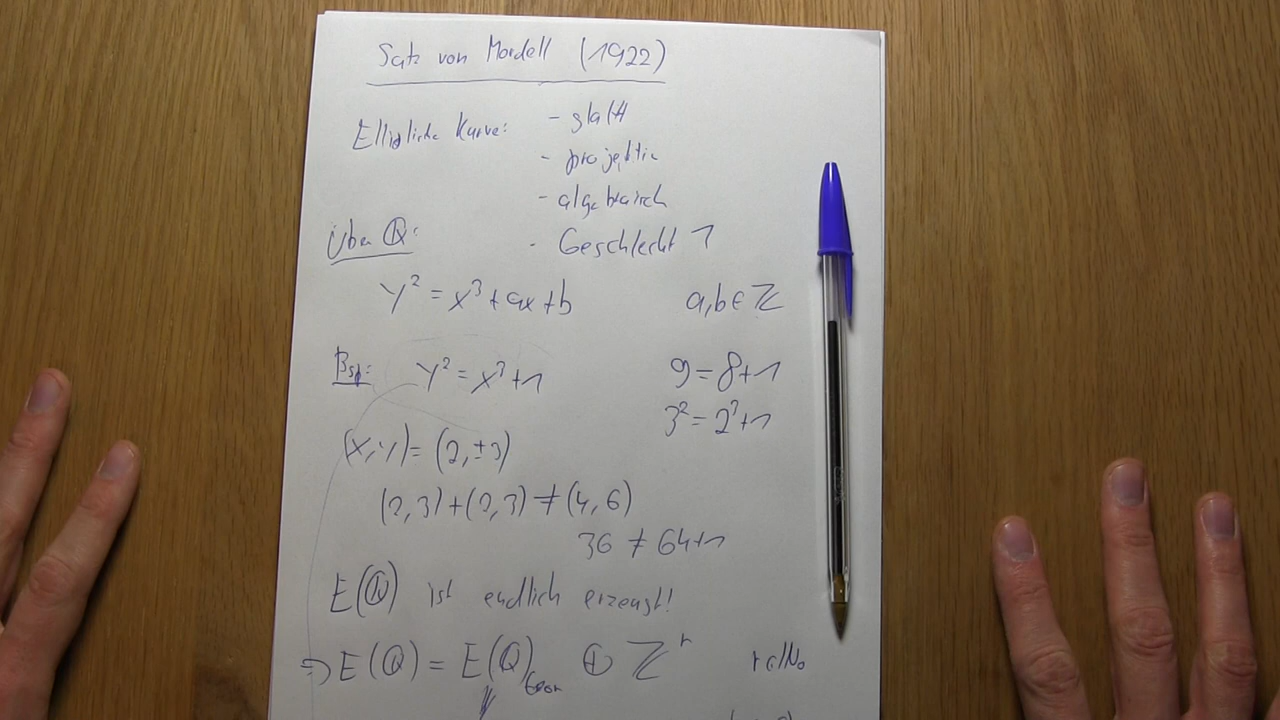 Satz von Mordell (1922)
Elliptische Kurve: - glatt
- projektiv
- algebraisch
- Geschlecht 1
Über ℚ:
y² = x³ + ax + b a,b ∈ ℤ
Bsp: y² = x³ + 1 9 = 8 + 1
3² = 2³ + 1
(x,y) = (2, ±3)
(2,3) + (2,3) ≠ (4,6)
36 ≠ 64 + 1
E(ℚ) ist endlich erzeugt!
⇒ E(ℚ) = E(ℚ)tor ⊕ ℤ^r r ∈ ℕ₀